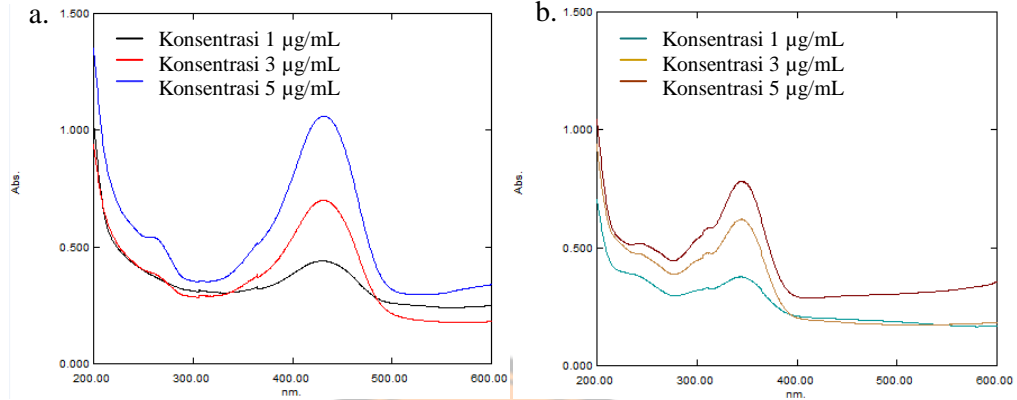 a.
1.500
Konsentrasi 1 µg/mL
Konsentrasi 3 µg/mL
Konsentrasi 5 µg/mL
1.000
Abs.
0.500
0.000
200.00 300.00 400.00 500.00 600.00
nm.
b.
1.500
Konsentrasi 1 µg/mL
Konsentrasi 3 µg/mL
Konsentrasi 5 µg/mL
1.000
Abs.
0.500
0.000
200.00 300.00 400.00 500.00 600.00
nm.